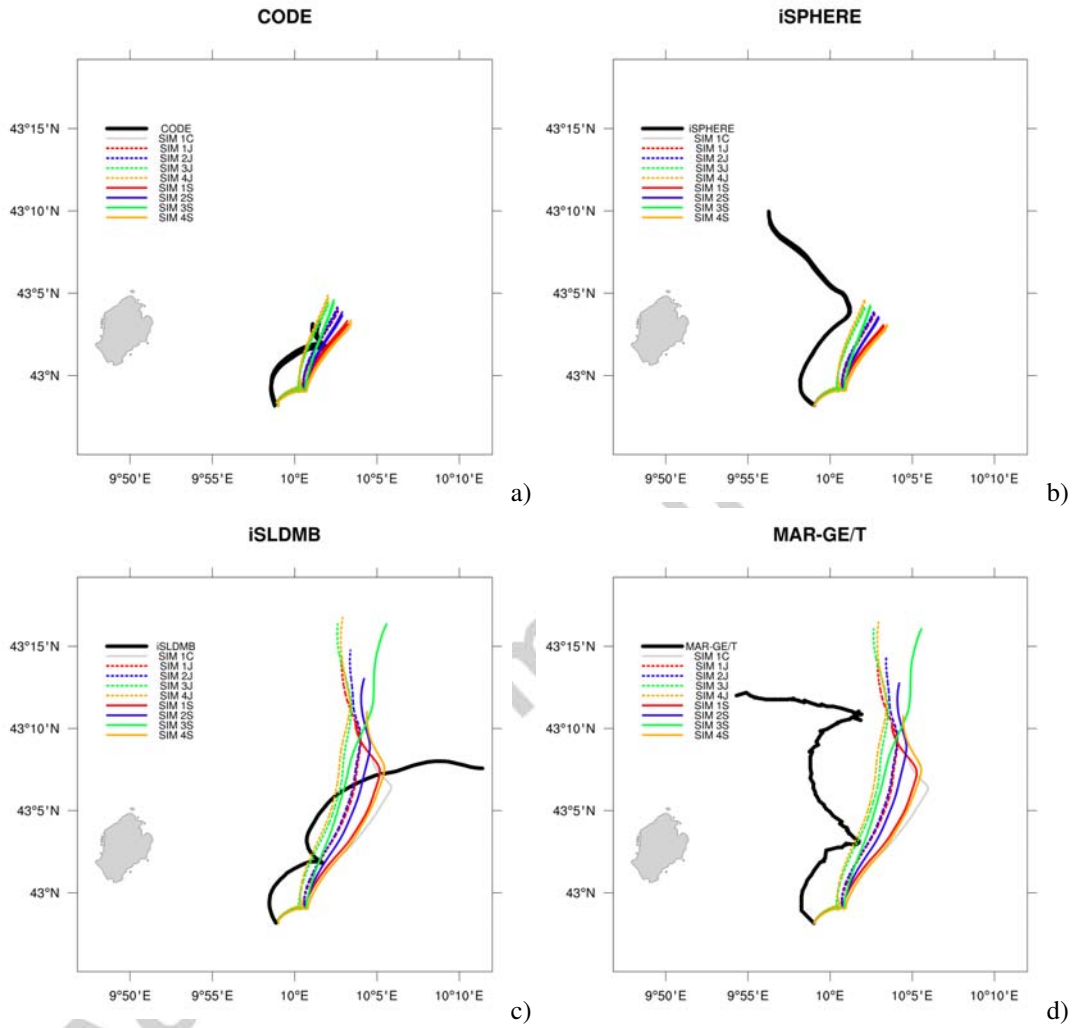 CODE
43°15'N
43°10'N
43°5'N
43°N
CODE
SIM 1C
SIM 1J
SIM 2J
SIM 3J
SIM 4J
SIM 1S
SIM 2S
SIM 3S
SIM 4S
9°50'E 9°55'E 10°E 10°5'E 10°10'E
a)
iSPHERE
43°15'N
43°10'N
43°5'N
43°N
iSPHERE
SIM 1C
SIM 1J
SIM 2J
SIM 3J
SIM 4J
SIM 1S
SIM 2S
SIM 3S
SIM 4S
9°50'E 9°55'E 10°E 10°5'E 10°10'E
b)
iSLDMB
43°15'N
43°10'N
43°5'N
43°N
iSLDMB
SIM 1C
SIM 1J
SIM 2J
SIM 3J
SIM 4J
SIM 1S
SIM 2S
SIM 3S
SIM 4S
9°50'E 9°55'E 10°E 10°5'E 10°10'E
c)
MAR-GE/T
43°15'N
43°10'N
43°5'N
43°N
MAR-GE/T
SIM 1C
SIM 1J
SIM 2J
SIM 3J
SIM 4J
SIM 1S
SIM 2S
SIM 3S
SIM 4S
9°50'E 9°55'E 10°E 10°5'E 10°10'E
d)